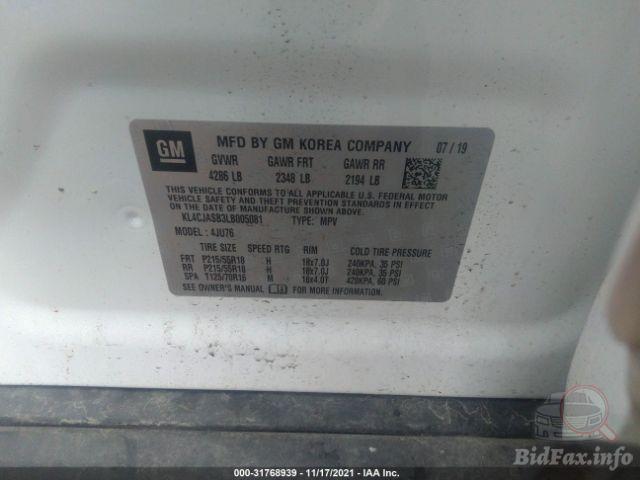 GM
MFD BY GM KOREA COMPANY 07/19
GVWR GAWR FRT GAWR RR
4286 LB 2348 LB 2194 LB
THIS VEHICLE CONFORMS TO ALL APPLICABLE U.S. FEDERAL MOTOR
VEHICLE SAFETY AND THEFT PREVENTION STANDARDS IN EFFECT
ON THE DATE OF MANUFACTURE SHOWN ABOVE.
KL4CJASB3LB005081 TYPE: MPV
MODEL: 4JU76
TIRE SIZE SPEED RTG RIM COLD TIRE PRESSURE
FRT P215/55R18 H 18x7.0J 240KPA, 35 PSI
RR P215/55R18 H 18x7.0J 240KPA, 35 PSI
SPA T125/70R16 M 16x4.0T 420KPA, 60 PSI
SEE OWNER'S MANUAL FOR MORE INFORMATION.
000-31768939 - 11/17/2021 - IAA Inc.
BidFax.info